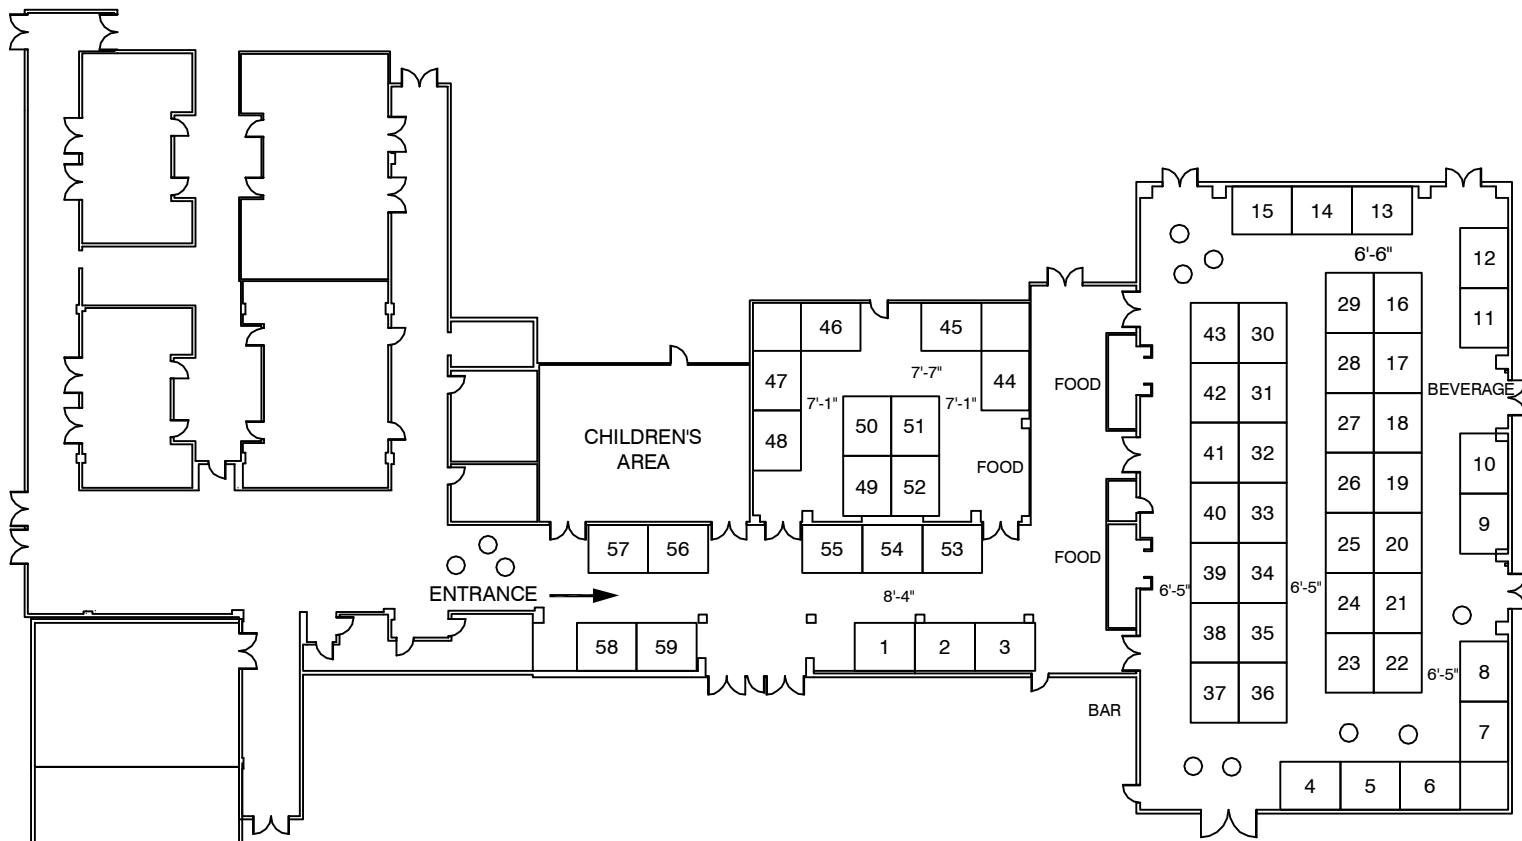 15 14 13
6'-6"
12
29 16
11
46 45
43 30
28 17
7'-7"
47 44
FOOD
BEVERAGE
42 31
7'-1" 7'-1"
50 51
27 18
CHILDREN'S
AREA
48
41 32
FOOD
10
49 52
26 19
40 33
9
57 56
55 54 53
25 20
FOOD
39 34
6'-5" 6'-5"
ENTRANCE
8'-4"
24 21
38 35
58 59
1 2 3
23 22
6'-5"
8
37 36
BAR
7
4 5 6